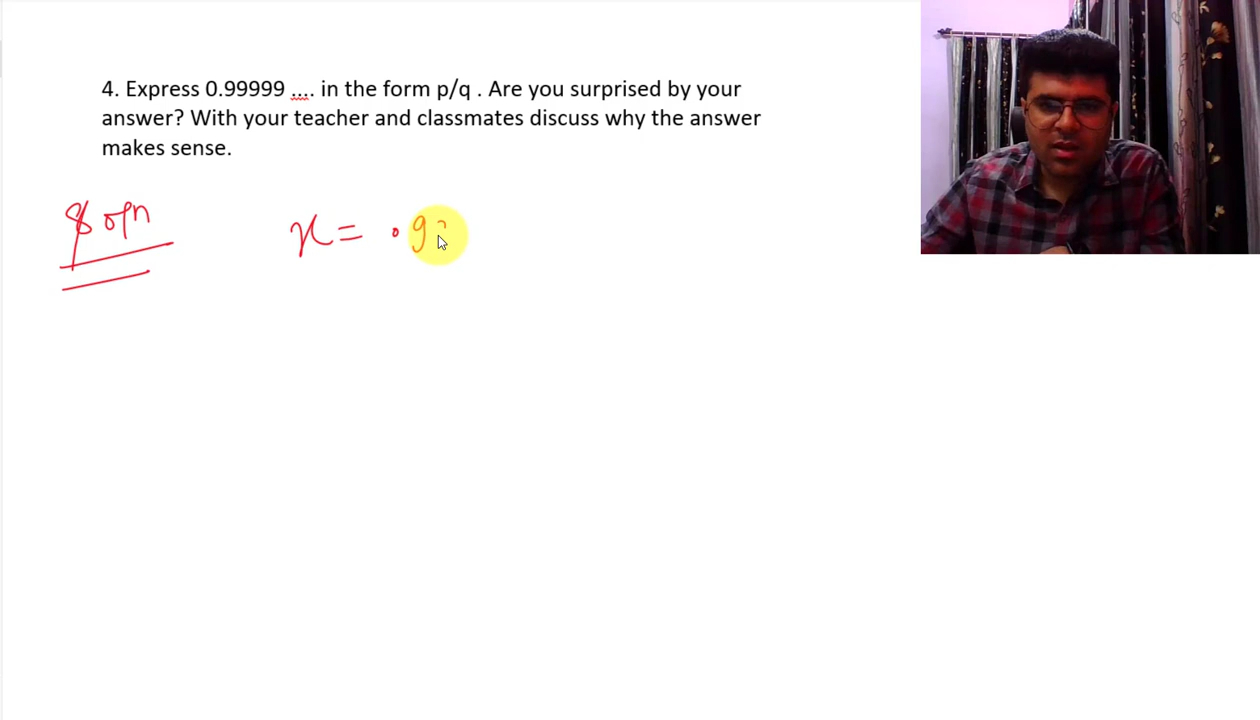 4. Express 0.99999 .... in the form p/q . Are you surprised by your
answer? With your teacher and classmates discuss why the answer
makes sense.
x = .9